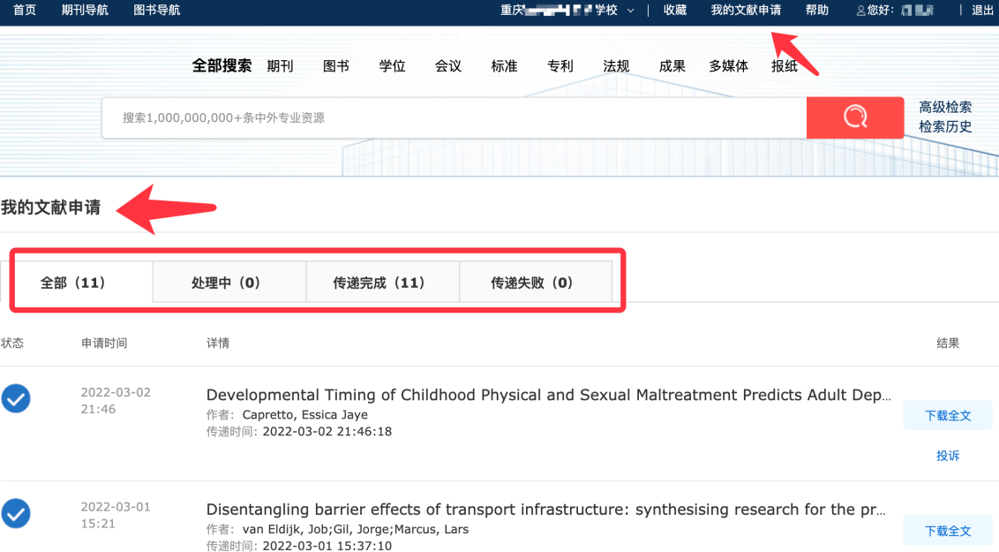 首页 期刊导航 图书导航 重庆 学校 | 收藏 我的文献申请 帮助 您好: | 退出
全部搜索 期刊 图书 学位 会议 标准 专利 法规 成果 多媒体 报纸
搜索1,000,000,000+条中外专业资源
高级检索
检索历史
我的文献申请
全部（11） 处理中（0） 传递完成（11） 传递失败（0）
状态 申请时间 详情 结果
2022-03-02 21:46
Developmental Timing of Childhood Physical and Sexual Maltreatment Predicts Adult Dep...
作者: Capretto, Essica Jaye
传递时间: 2022-03-02 21:46:18
下载全文
投诉
2022-03-01 15:21
Disentangling barrier effects of transport infrastructure: synthesising research for the pr...
作者: van Eldijk, Job;Gil, Jorge;Marcus, Lars
传递时间: 2022-03-01 15:37:10
下载全文